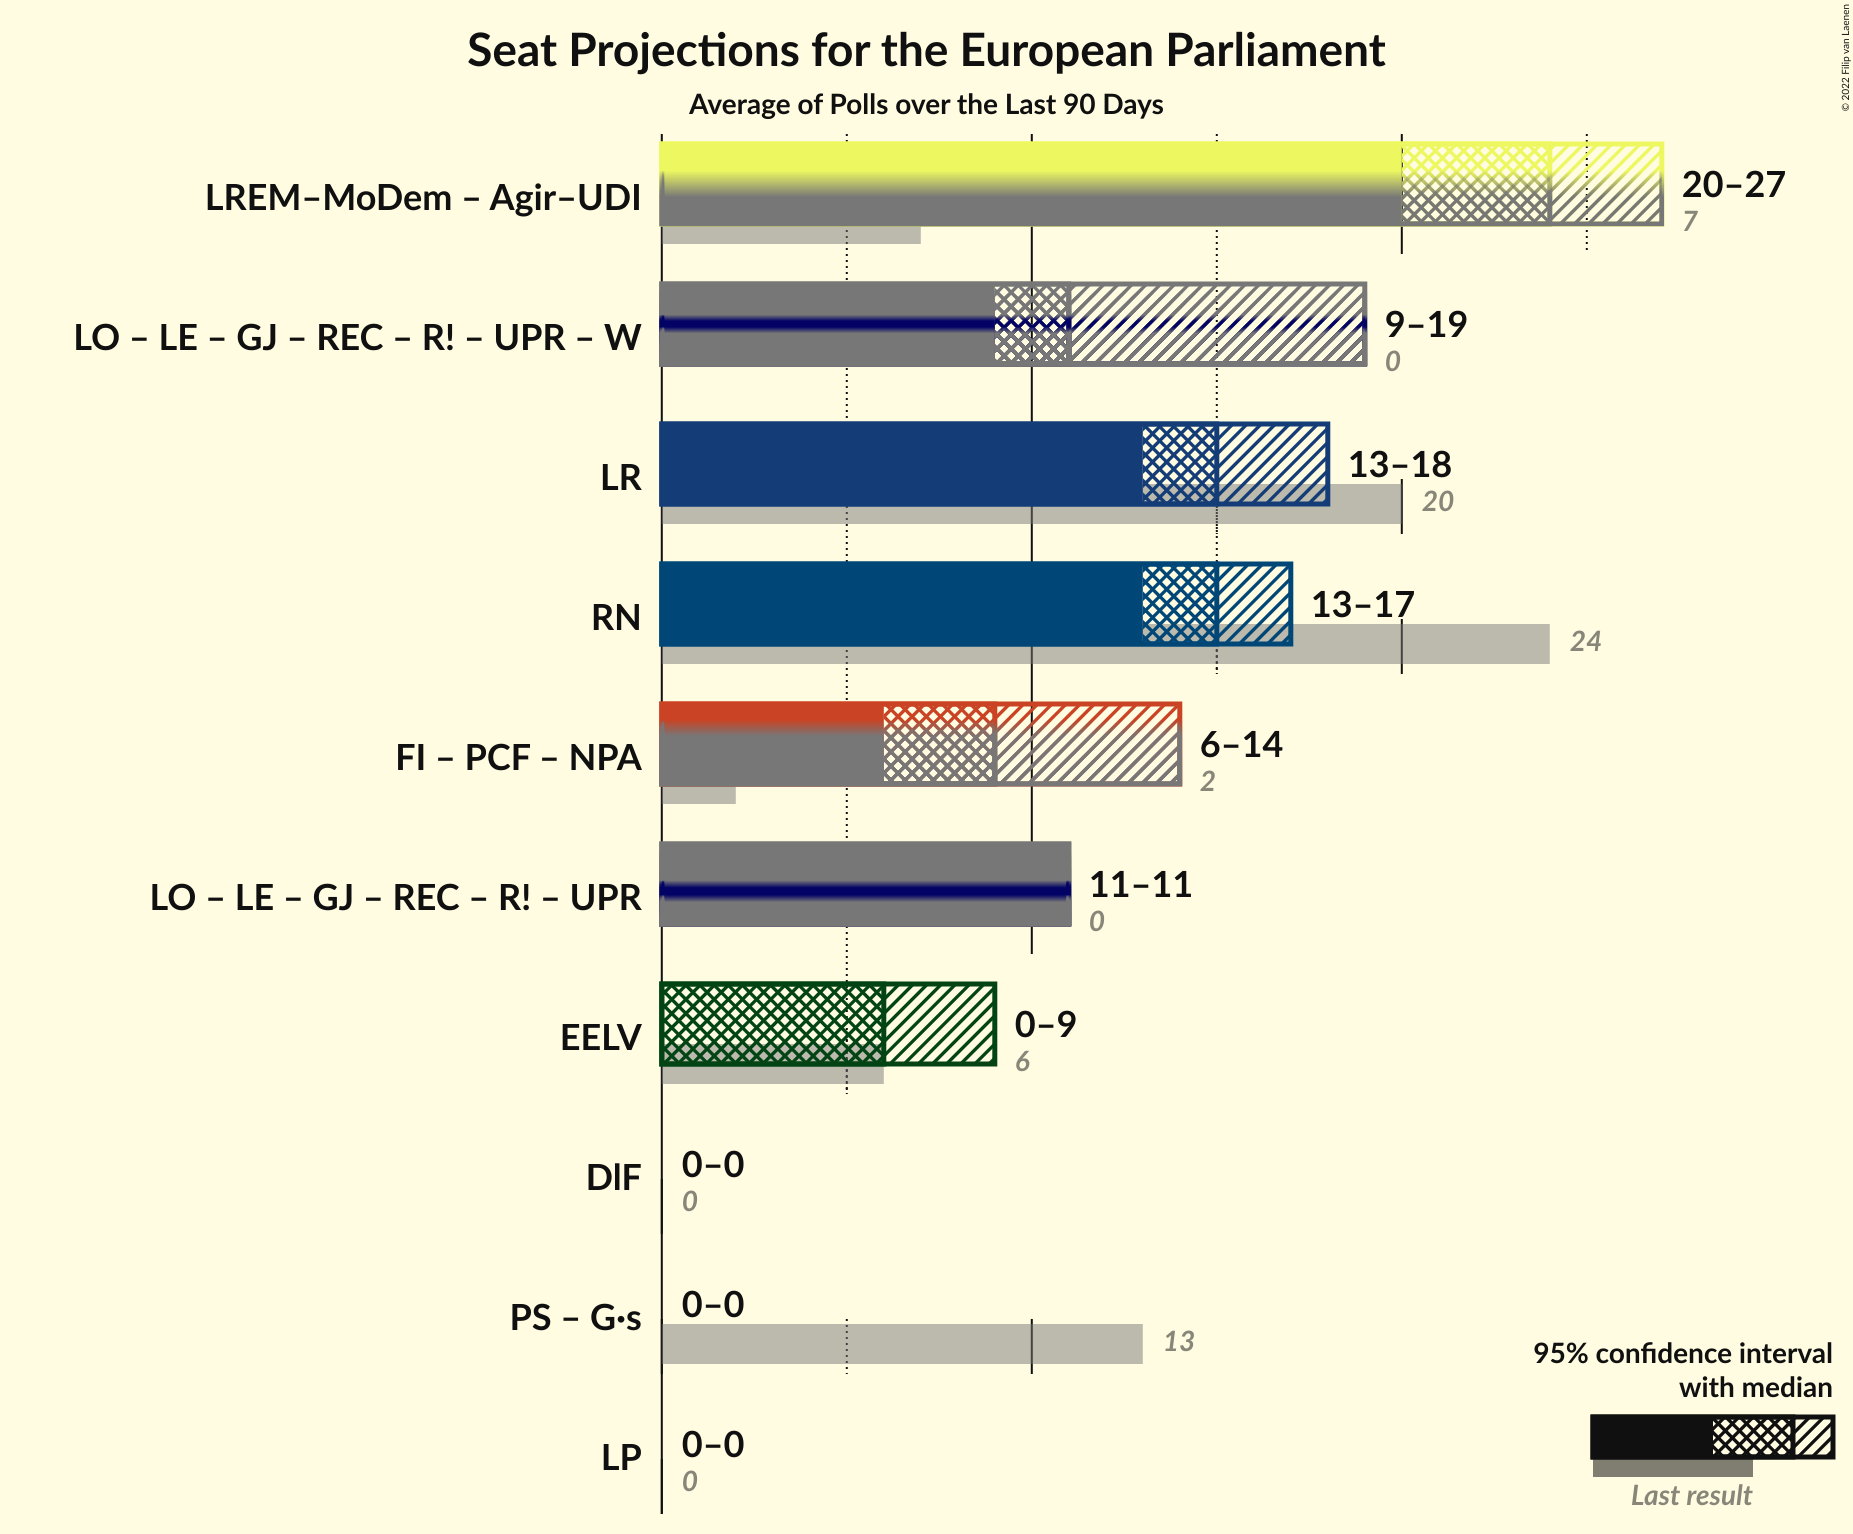 Seat Projections for the European Parliament
Average of Polls over the Last 90 Days
© 2022 Filip van Laenen
LREM–MoDem – Agir–UDI
20–27
7
LO – LE – GJ – REC – R! – UPR – W
9–19
0
LR
13–18
20
RN
13–17
24
FI – PCF – NPA
6–14
2
LO – LE – GJ – REC – R! – UPR
11–11
0
EELV
0–9
6
DlF
0–0
0
PS – G·s
0–0
13
LP
0–0
0
95% confidence interval
with median
Last result